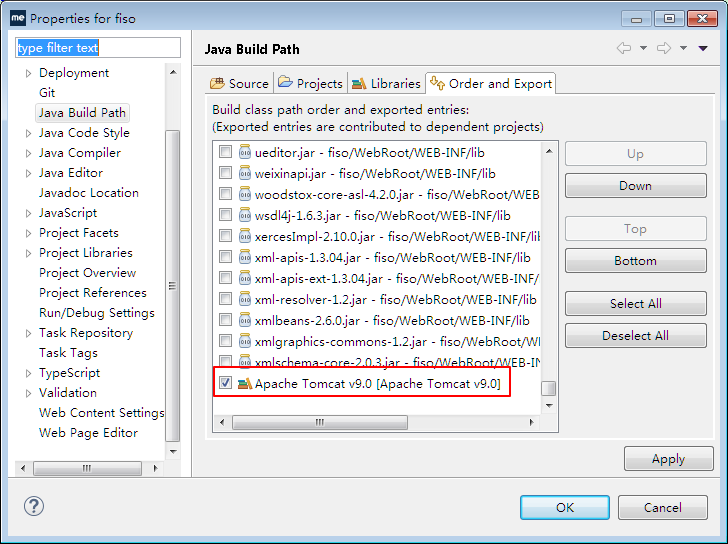 me Properties for fiso
type filter text
Deployment
Git
Java Build Path
Java Code Style
Java Compiler
Java Editor
Javadoc Location
JavaScript
Project Facets
Project Libraries
Project Overview
Project References
Run/Debug Settings
Task Repository
Task Tags
TypeScript
Validation
Web Content Settings
Web Page Editor
Java Build Path
Source Projects Libraries Order and Export
Build class path order and exported entries:
(Exported entries are contributed to dependent projects)
ueditor.jar - fiso/WebRoot/WEB-INF/lib
weixinapi.jar - fiso/WebRoot/WEB-INF/lib
woodstox-core-asl-4.2.0.jar - fiso/WebRoot/WEB
wsdl4j-1.6.3.jar - fiso/WebRoot/WEB-INF/lib
xercesImpl-2.10.0.jar - fiso/WebRoot/WEB-INF/li
xml-apis-1.3.04.jar - fiso/WebRoot/WEB-INF/lib
xml-apis-ext-1.3.04.jar - fiso/WebRoot/WEB-INF/
xml-resolver-1.2.jar - fiso/WebRoot/WEB-INF/lib
xmlbeans-2.6.0.jar - fiso/WebRoot/WEB-INF/lib
xmlgraphics-commons-1.2.jar - fiso/WebRoot/WE
xmlschema-core-2.0.3.jar - fiso/WebRoot/WEB-IN
Apache Tomcat v9.0 [Apache Tomcat v9.0]
Up
Down
Top
Bottom
Select All
Deselect All
Apply
?
OK
Cancel